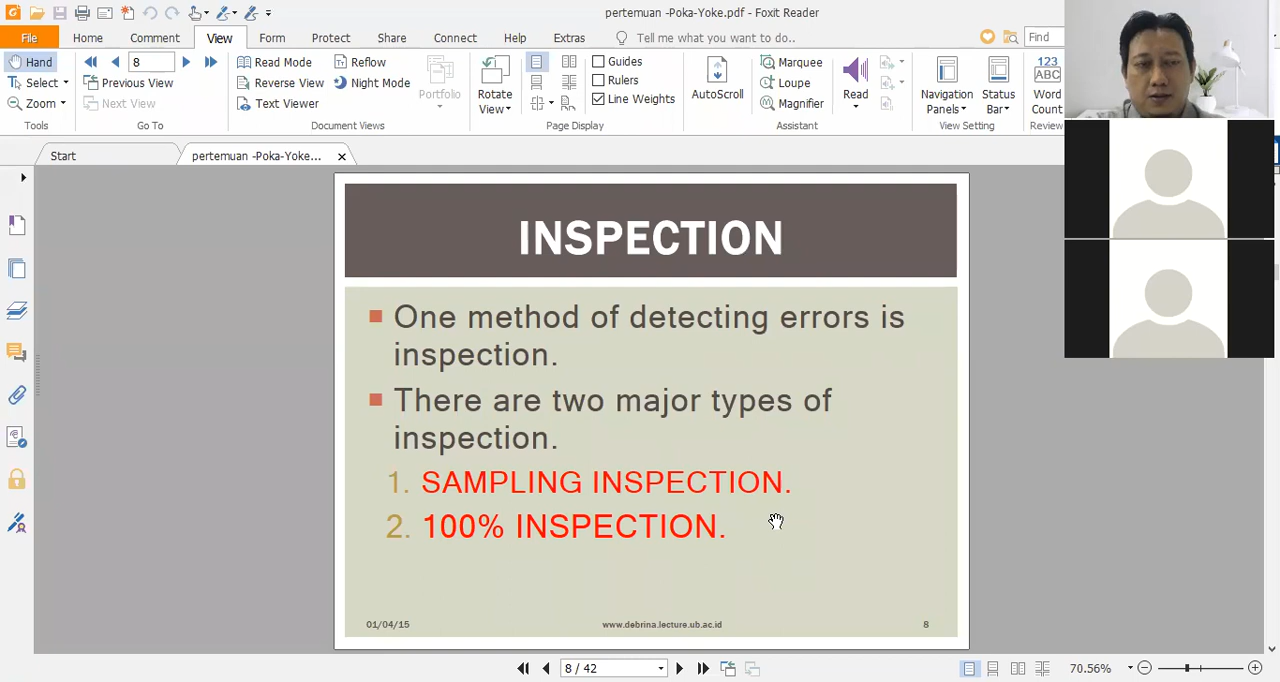 pertemuan -Poka-Yoke.pdf - Foxit Reader
File Home Comment View Form Protect Share Connect Help Extras Tell me what you want to do.. Find
Hand
Select
Zoom
Tools
8
Previous View
Next View
Go To
Read Mode
Reverse View
Text Viewer
Reflow
Night Mode
Document Views
Portfolio
Rotate
View
Guides
Rulers
Line Weights
Page Display
AutoScroll
Marquee
Loupe
Magnifier
Assistant
Read
Navigation
Panels
Status
Bar
View Setting
123
ABC
Word
Count
Review
Start
pertemuan -Poka-Yoke...
INSPECTION
One method of detecting errors is
inspection.
There are two major types of
inspection.
1. SAMPLING INSPECTION.
2. 100% INSPECTION.
01/04/15 www.debrina.lecture.ub.ac.id 8
8 / 42
70.56%